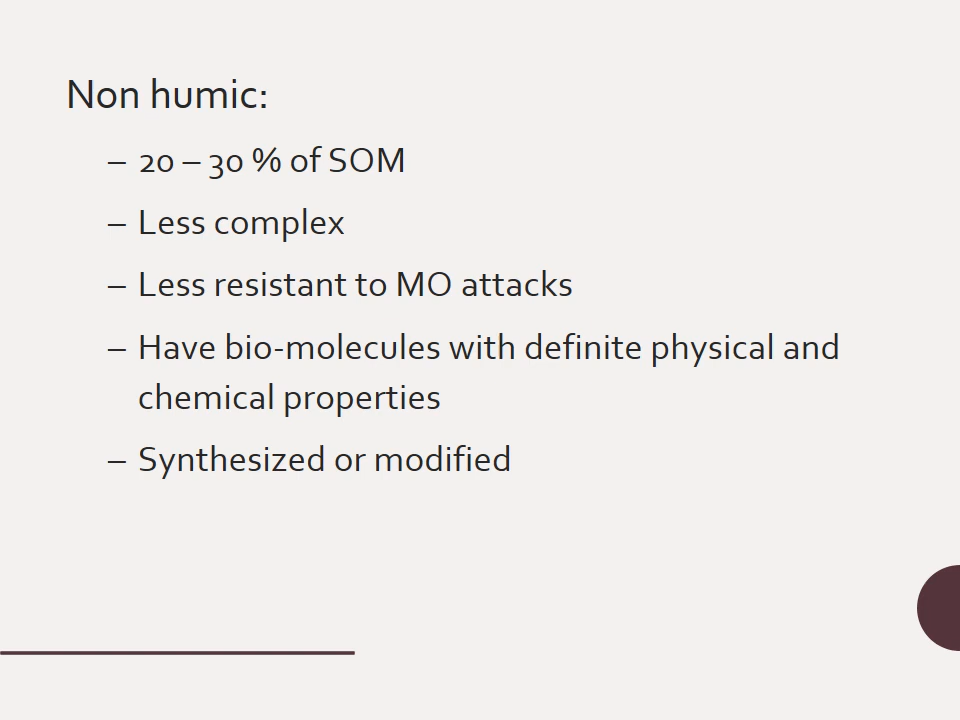 Non humic:
– 20 – 30 % of SOM
– Less complex
– Less resistant to MO attacks
– Have bio-molecules with definite physical and
chemical properties
– Synthesized or modified